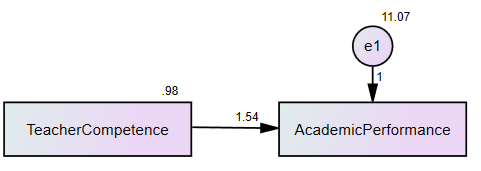 11.07
e1
.98
1
1.54
TeacherCompetence
AcademicPerformance